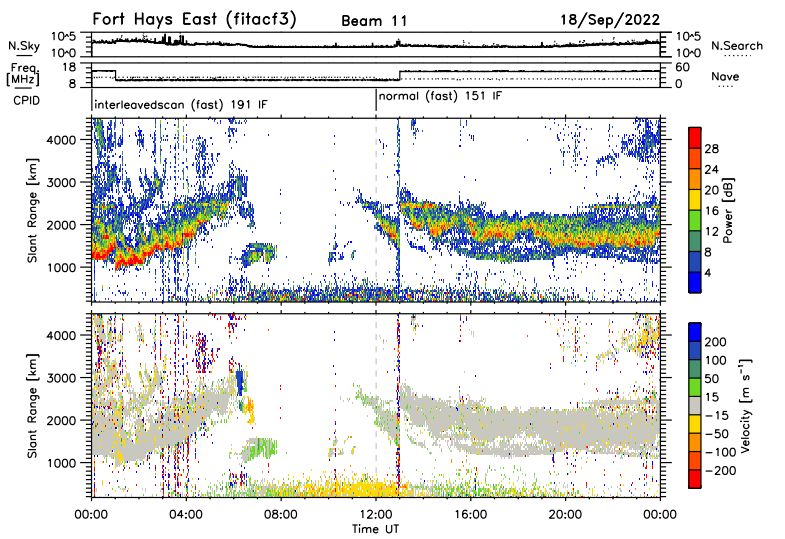 Fort Hays East (fitacf3) Beam 11 18/Sep/2022
N.Sky 10^5 10^0 10^5 10^0 N.Search
Freq. [MHz] 18 8 60 0 Nave
CPID interleavedscan (fast) 191 IF normal (fast) 151 IF
Slant Range [km]
4000
3000
2000
1000
Power [dB]
28
24
20
16
12
8
4
Slant Range [km]
4000
3000
2000
1000
Velocity [m s⁻¹]
200
100
50
15
−15
−50
−100
−200
00:00 04:00 08:00 12:00 16:00 20:00 00:00
Time UT